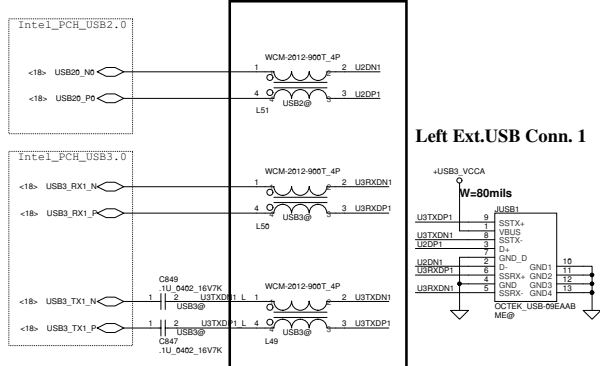 Intel_PCH_USB2.0
<18> USB20_N0
<18> USB20_P0
WCM-2012-900T_4P
1 2 U2DN1
4 3 U2DP1
L51 USB2@
Intel_PCH_USB3.0
<18> USB3_RX1_N
<18> USB3_RX1_P
WCM-2012-900T_4P
1 2 U3RXDN1
4 3 U3RXDP1
L50 USB3@
<18> USB3_TX1_N
<18> USB3_TX1_P
C849
.1U_0402_16V7K
1 2 U3TXDN1_L
USB3@
1 2 U3TXDP1_L
USB3@
C847
.1U_0402_16V7K
WCM-2012-900T_4P
1 2 U3TXDN1
4 3 U3TXDP1
L49 USB3@
Left Ext.USB Conn. 1
+USB3_VCCA
W=80mils
JUSB1
U3TXDP1 9 SSTX+
1 VBUS
U3TXDN1 8 SSTX-
U2DP1 3 D+
7 GND_D
U2DN1 2 D- GND1 10
U3RXDP1 6 SSRX+ GND2 11
4 GND GND3 12
U3RXDN1 5 SSRX- GND4 13
OCTEK_USB-09EAAB
ME@